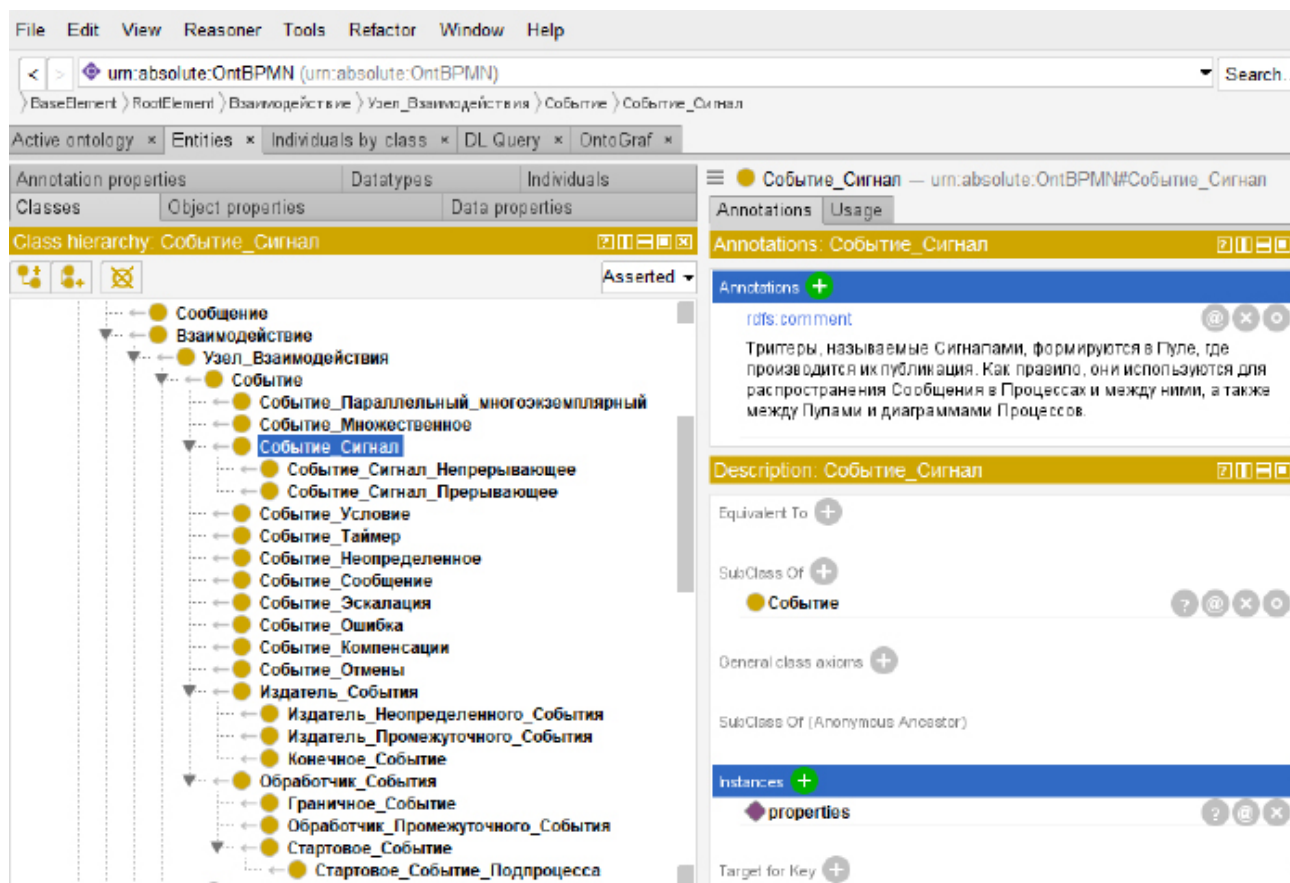 File Edit View Reasoner Tools Refactor Window Help
< > urn:absolute:OntBPMN (urn:absolute:OntBPMN) Search...
BaseElement RootElement Взаимодействие Узел_Взаимодействия Событие Событие_Сигнал
Active ontology × Entities × Individuals by class × DL Query × OntoGraf ×
Annotation properties Datatypes Individuals
Classes Object properties Data properties
Class hierarchy: Событие_Сигнал
Asserted
Сообщение
Взаимодействие
Узел_Взаимодействия
Событие
Событие_Параллельный_многоэкземплярный
Событие_Множественное
Событие_Сигнал
Событие_Сигнал_Непрерывающее
Событие_Сигнал_Прерывающее
Событие_Условие
Событие_Таймер
Событие_Неопределенное
Событие_Сообщение
Событие_Эскалация
Событие_Ошибка
Событие_Компенсации
Событие_Отмены
Издатель_События
Издатель_Неопределенного_События
Издатель_Промежуточного_События
Конечное_Событие
Обработчик_События
Граничное_Событие
Обработчик_Промежуточного_События
Стартовое_Событие
Стартовое_Событие_Подпроцесса
Событие_Сигнал — urn:absolute:OntBPMN#Событие_Сигнал
Annotations Usage
Annotations: Событие_Сигнал
Annotations
rdfs:comment
Триггеры, называемые Сигналами, формируются в Пуле, где
производится их публикация. Как правило, они используются для
распространения Сообщения в Процессах и между ними, а также
между Пулами и диаграммами Процессов.
Description: Событие_Сигнал
Equivalent To
SubClass Of
Событие
General class axioms
SubClass Of (Anonymous Ancestor)
Instances
properties
Target for Key